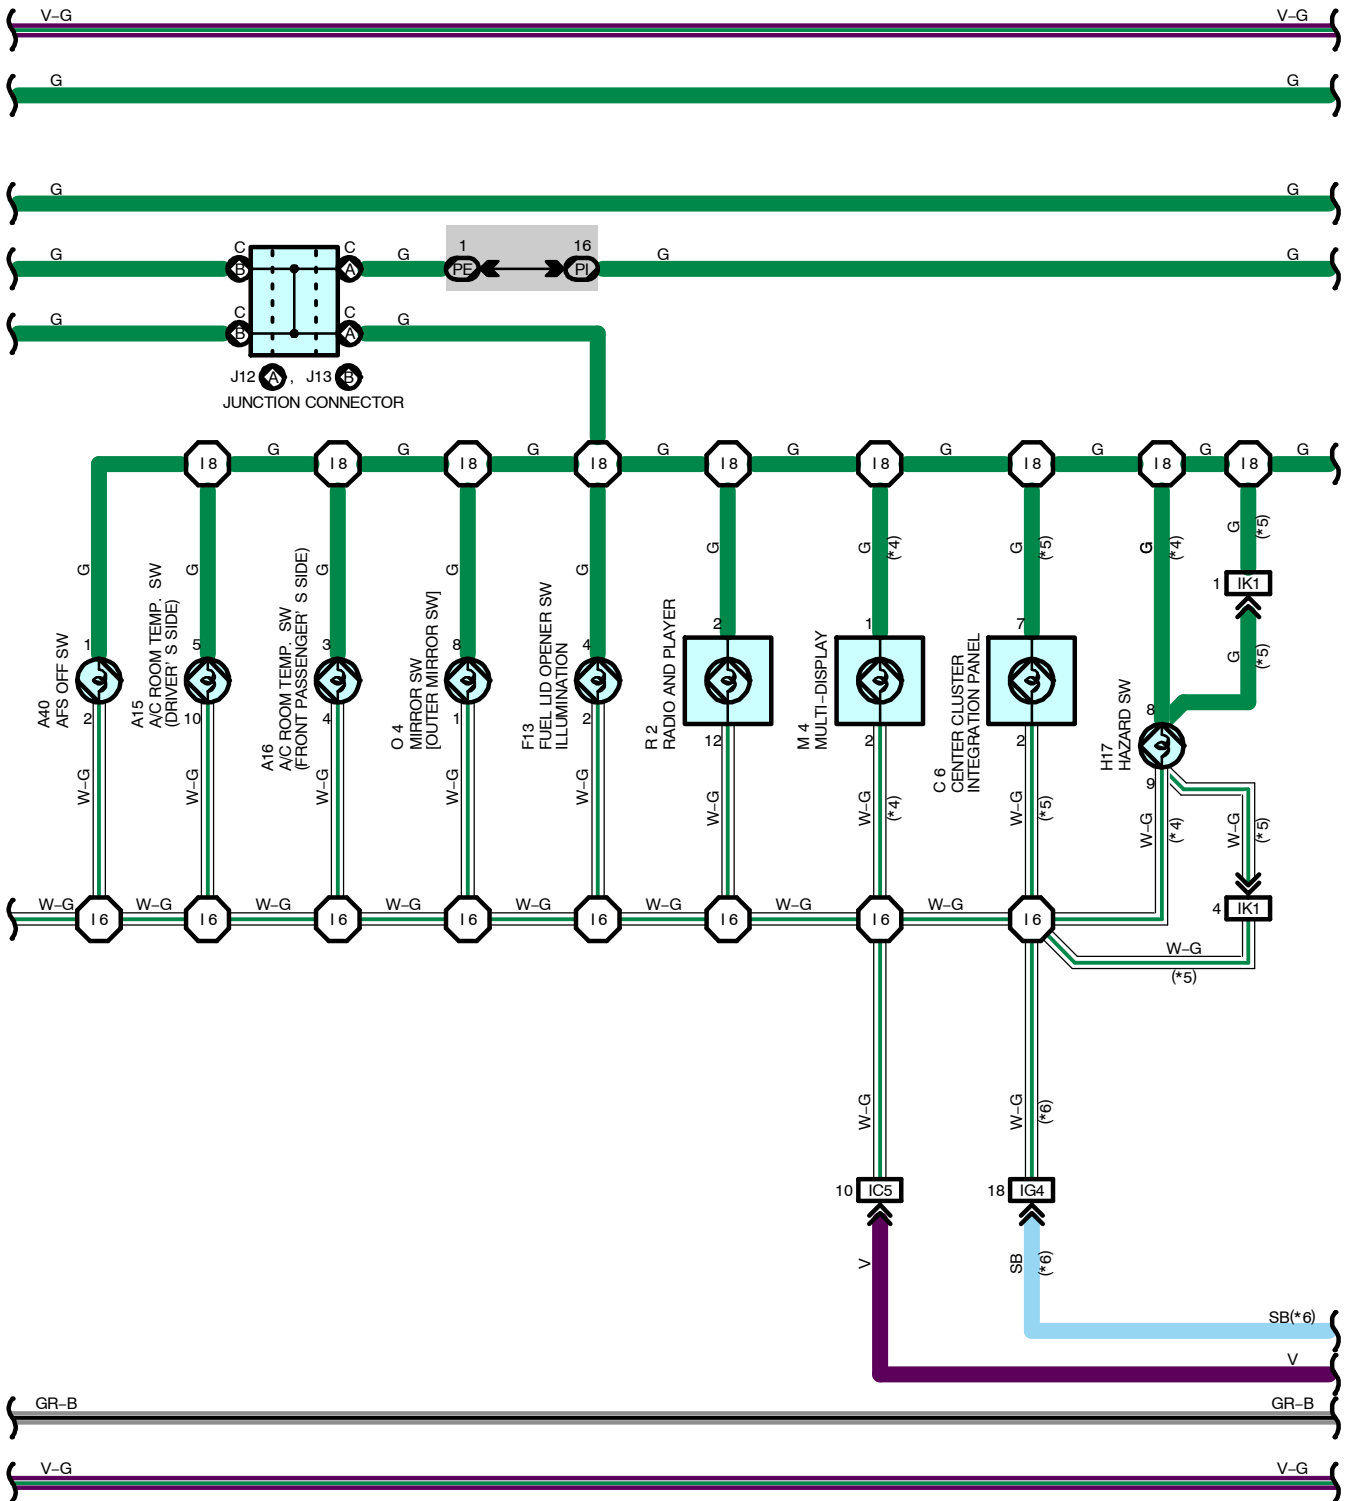 V-G V-G
G G
G G
C C G 1 16 G G
G
B A PE PI
G C C G
B A
J12 A, J13 B
JUNCTION CONNECTOR
G G G G G G G G G
I8 I8 I8 I8 I8 I8 I8 I8 I8
G G G G G G G (*4) G (*5) G (*4) G (*5)
1 IK1
G (*5)
1 5 3 8 4 2 1 7 8
A40
AFS OFF SW
A15
A/C ROOM TEMP. SW
(DRIVER'S SIDE)
A16
A/C ROOM TEMP. SW
(FRONT PASSENGER'S SIDE)
O 4
MIRROR SW
[OUTER MIRROR SW]
F13
FUEL LID OPENER SW
ILLUMINATION
R 2
RADIO AND PLAYER
M 4
MULTI-DISPLAY
C 6
CENTER CLUSTER
INTEGRATION PANEL
H17
HAZARD SW
2 10 4 1 2 12 2 2 9
W-G W-G W-G W-G W-G W-G W-G (*4) W-G (*5) W-G (*4) W-G (*5)
W-G W-G W-G W-G W-G W-G W-G W-G
I6 I6 I6 I6 I6 I6 I6 I6 4 IK1
W-G
(*5)
W-G W-G (*6)
10 IC5 18 IG4
V SB (*6)
SB(*6)
V
GR-B GR-B
V-G V-G